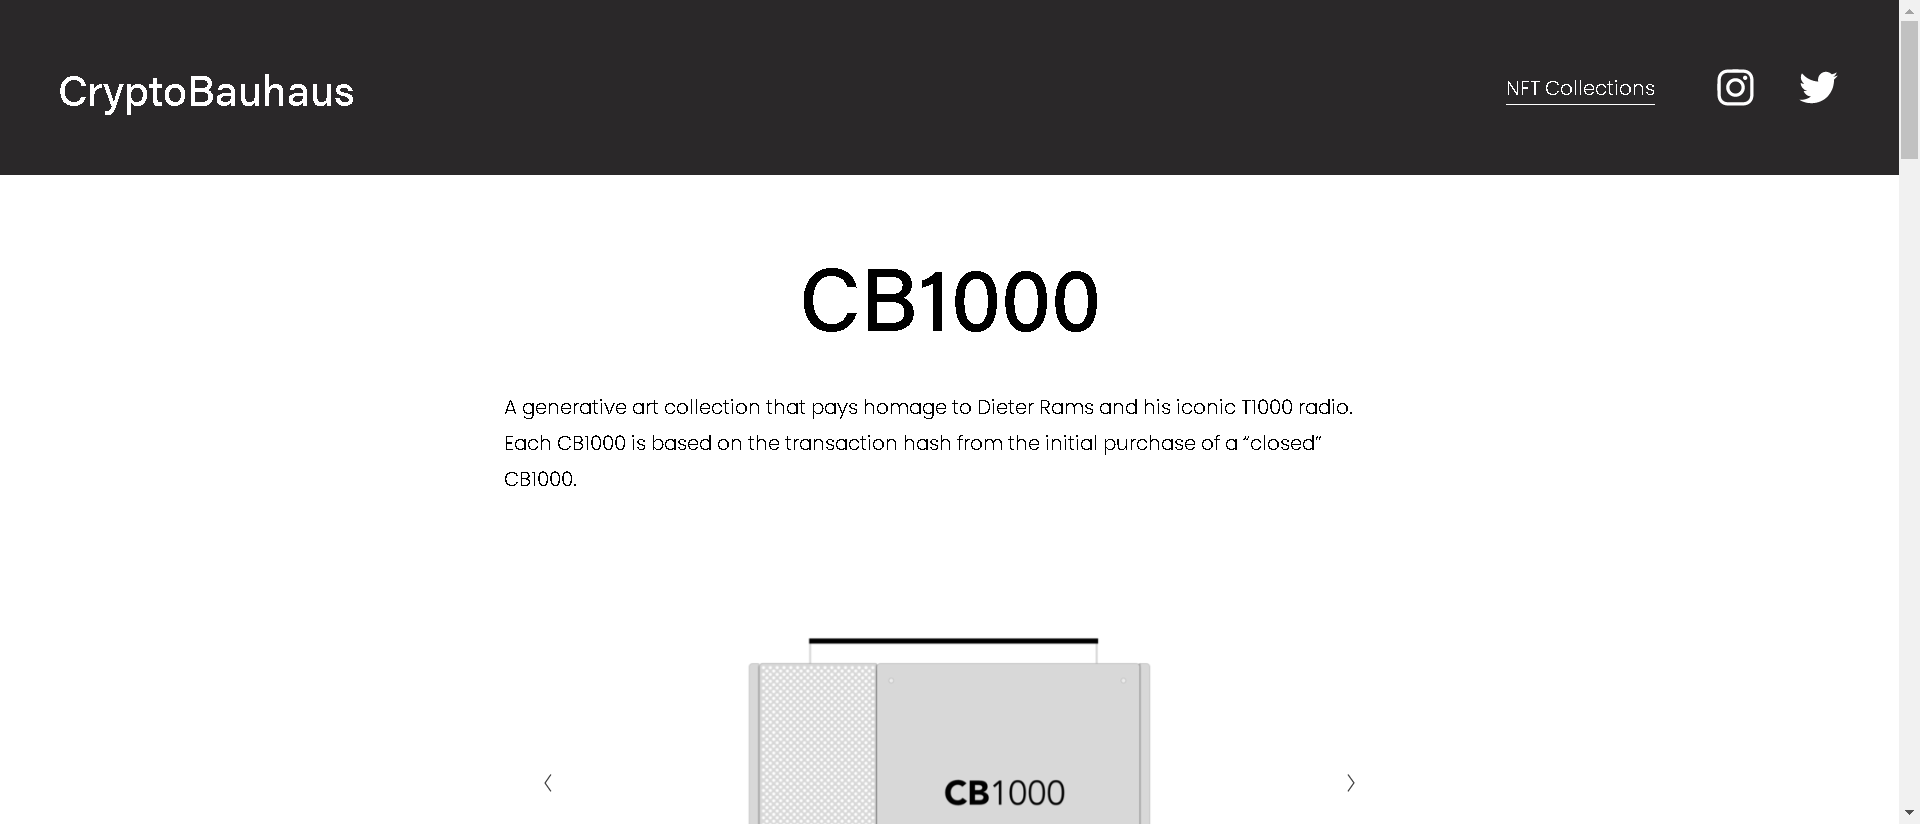 CryptoBauhaus
NFT Collections
CB1000
A generative art collection that pays homage to Dieter Rams and his iconic T1000 radio.
Each CB1000 is based on the transaction hash from the initial purchase of a “closed”
CB1000.
CB1000